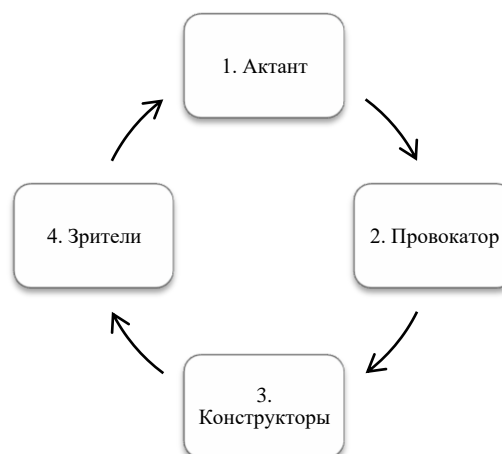 1. Актант
2. Провокатор
3.
Конструкторы
4. Зрители